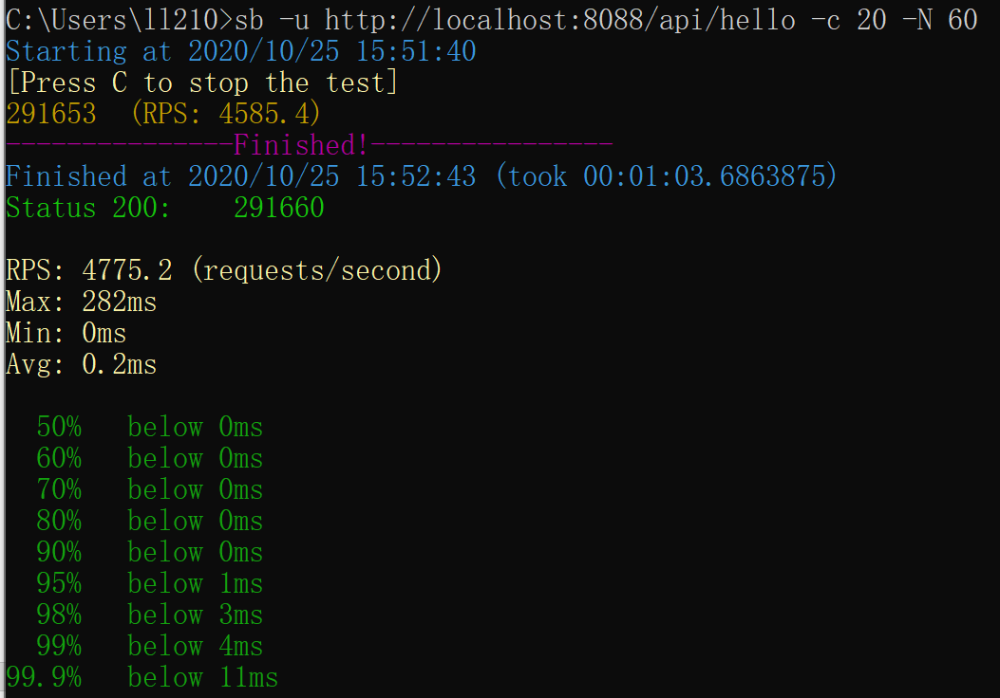 C:\Users\ll210>sb -u http://localhost:8088/api/hello -c 20 -N 60
Starting at 2020/10/25 15:51:40
[Press C to stop the test]
291653  (RPS: 4585.4)
---------------Finished!----------------
Finished at 2020/10/25 15:52:43 (took 00:01:03.6863875)
Status 200:    291660
RPS: 4775.2 (requests/second)
Max: 282ms
Min: 0ms
Avg: 0.2ms
50%   below 0ms
60%   below 0ms
70%   below 0ms
80%   below 0ms
90%   below 0ms
95%   below 1ms
98%   below 3ms
99%   below 4ms
99.9%   below 11ms